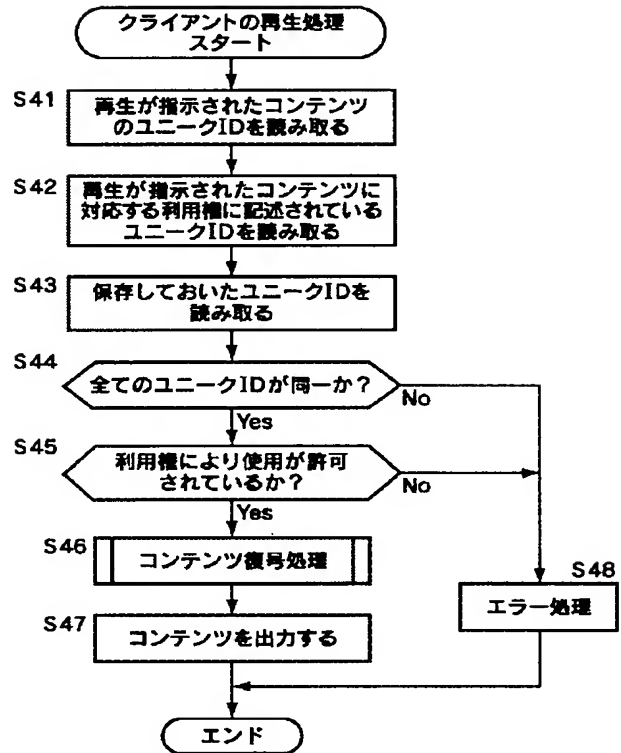 クライアントの再生処理
スタート
S41
再生が指示されたコンテンツ
のユニークIDを読み取る
S42
再生が指示されたコンテンツに
対応する利用権に記述されている
ユニークIDを読み取る
S43
保存しておいたユニークIDを
読み取る
S44
全てのユニークIDが同一か？
No
Yes
S45
利用権により使用が許可
されているか？
No
Yes
S46
コンテンツ復号処理
S48
エラー処理
S47
コンテンツを出力する
エンド